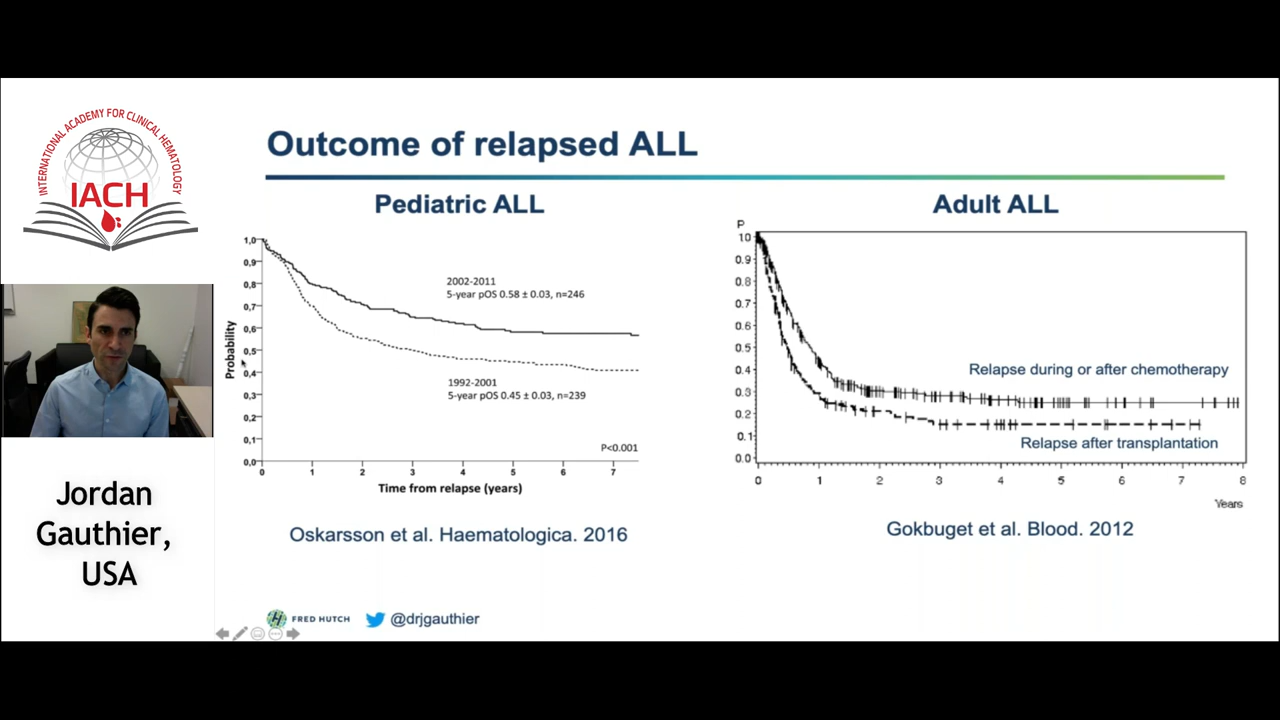 INTERNATIONAL ACADEMY FOR CLINICAL HEMATOLOGY
IACH
Jordan
Gauthier,
USA
Outcome of relapsed ALL
Pediatric ALL
1,0
0,9
0,8
0,7
0,6
0,5
0,4
0,3
0,2
0,1
0,0
Probability
2002-2011
5-year pOS 0.58 ± 0.03, n=246
1992-2001
5-year pOS 0.45 ± 0.03, n=239
P<0.001
0 1 2 3 4 5 6 7
Time from relapse (years)
Oskarsson et al. Haematologica. 2016
Adult ALL
P
1.0
0.9
0.8
0.7
0.6
0.5
0.4
0.3
0.2
0.1
0.0
Relapse during or after chemotherapy
Relapse after transplantation
0 1 2 3 4 5 6 7 8
Years
Gokbuget et al. Blood. 2012
FRED HUTCH
@drjgauthier